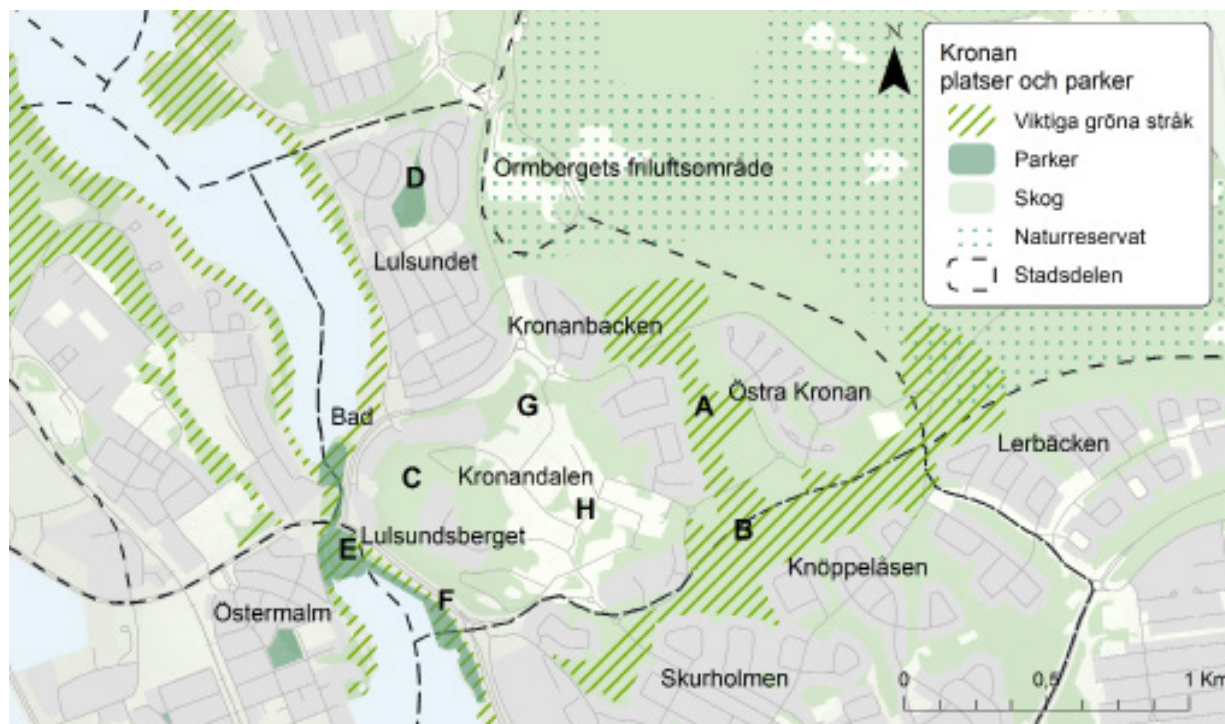 N
Kronan
platser och parker
Viktiga gröna stråk
Parker
Skog
Naturreservat
Stadsdelen
Ormbergets friluftsområde
D
Lulsundet
Kronanbacken
Östra Kronan
A
G
Bad
Lerbäcken
C
Kronandalen
H
B
Lulsundsberget
E
Knöppelåsen
F
Östermalm
Skurholmen
0
0,5
1 Km